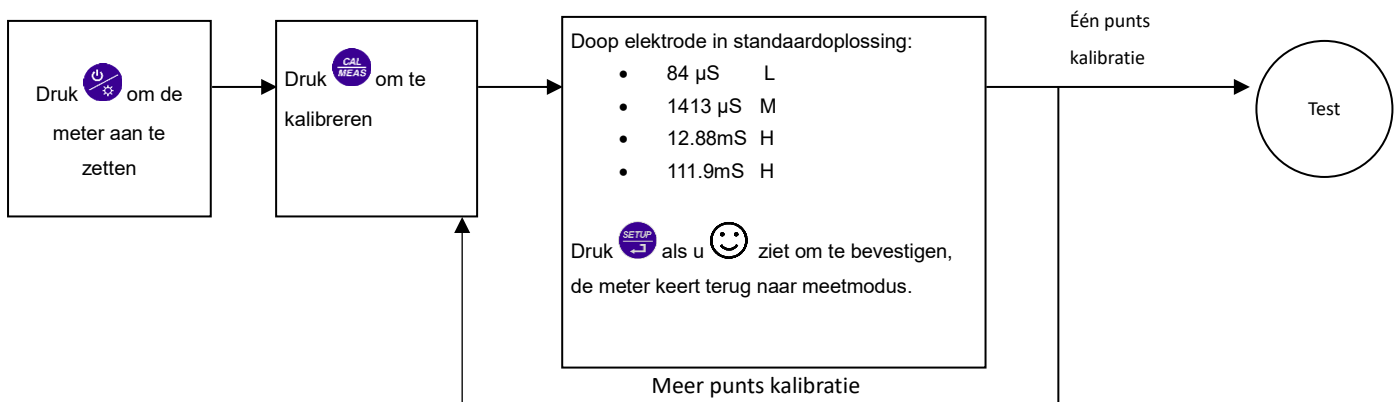 Druk om de
meter aan te
zetten
Druk CAL MEAS om te
kalibreren
Doop elektrode in standaardoplossing:
• 84 µS L
• 1413 µS M
• 12.88mS H
• 111.9mS H
Druk SETUP als u ziet om te bevestigen,
de meter keert terug naar meetmodus.
Één punts
kalibratie
Test
Meer punts kalibratie